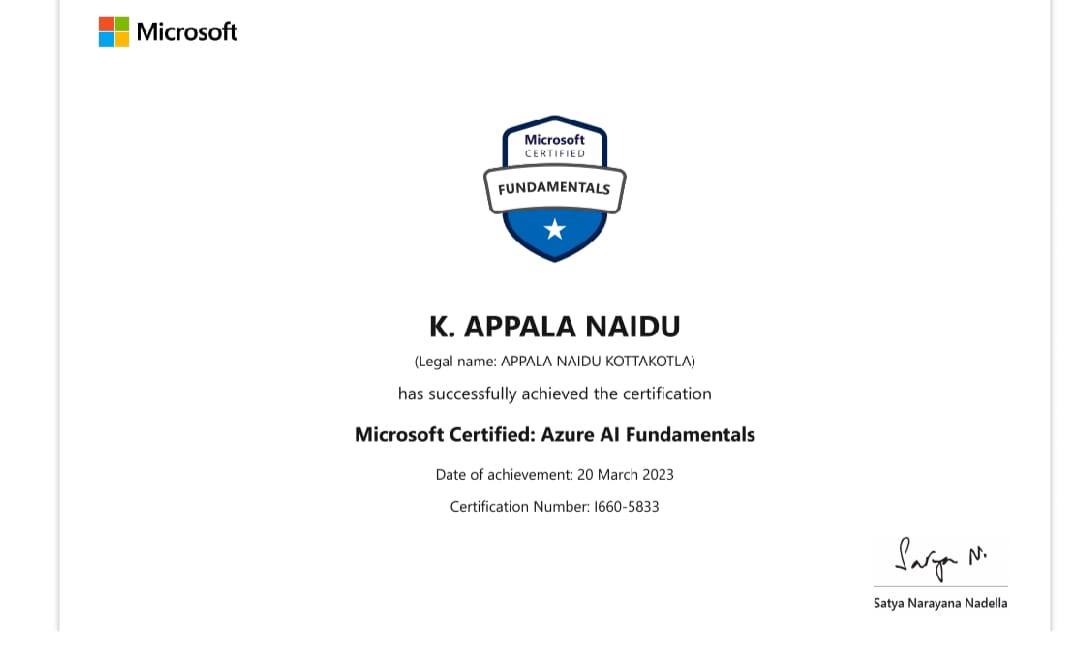 Microsoft
Microsoft
CERTIFIED
FUNDAMENTALS
K. APPALA NAIDU
(Legal name: APPALA NAIDU KOTTAKOTLA)
has successfully achieved the certification
Microsoft Certified: Azure AI Fundamentals
Date of achievement: 20 March 2023
Certification Number: I660-5833
Satya N.
Satya Narayana Nadella